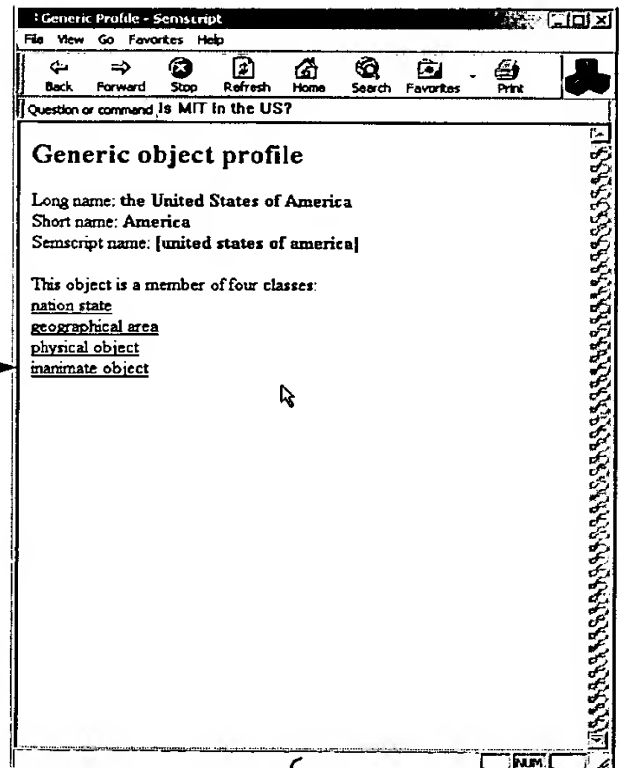 : Generic Profile - Semscript
File View Go Favorites Help
Back Forward Stop Refresh Home Search Favorites Print
Question or command Is MIT in the US?
Generic object profile
Long name: the United States of America
Short name: America
Semscript name: [united states of america]
This object is a member of four classes:
nation state
geographical area
physical object
inanimate object
NUM